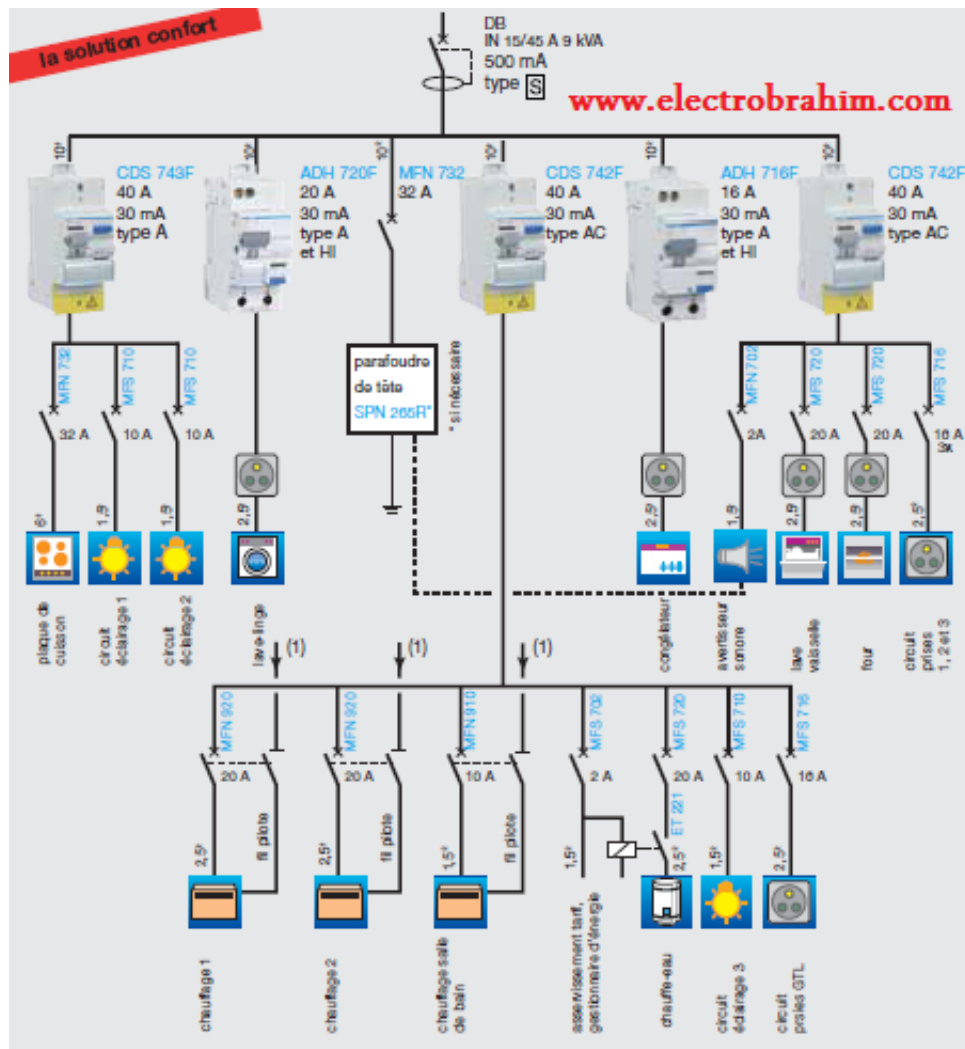 la solution confort
DB
IN 15/45 A 9 kVA
500 mA
type S
www.electrobrahim.com
10²
10²
10²
10²
10²
10²
CDS 743F
40 A
30 mA
type A
ADH 720F
20 A
30 mA
type A
et HI
MFN 732
32 A
CDS 742F
40 A
30 mA
type AC
ADH 716F
16 A
30 mA
type A
et HI
CDS 742F
40 A
30 mA
type AC
MFN 732
MFS 710
MFS 710
32 A
10 A
10 A
parafoudre
de tête
SPN 265R*
* si nécessaire
MFN 702
MFS 720
MFS 720
MFS 716
2A
20 A
20 A
16 A
3x
6²
1,5²
1,5²
2,5²
2,5²
1,5²
2,5²
2,5²
2,5²
plaque de
cuisson
circuit
éclairage 1
circuit
éclairage 2
lave-linge
congélateur
avertisseur
sonore
lave
vaisselle
four
circuit
prises
1, 2 et 3
(1)
(1)
(1)
MFN 920
MFN 920
MFN 910
MFS 702
MFS 720
MFS 710
MFS 716
20 A
20 A
10 A
2 A
20 A
10 A
16 A
ET 221
2,5²
fil pilote
2,5²
fil pilote
1,5²
fil pilote
1,5²
2,5²
1,5²
2,5²
chauffage 1
chauffage 2
chauffage salle
de bain
asservissement tarif,
gestionnaire d'énergie
chauffe-eau
circuit
éclairage 3
circuit
prsies GTL